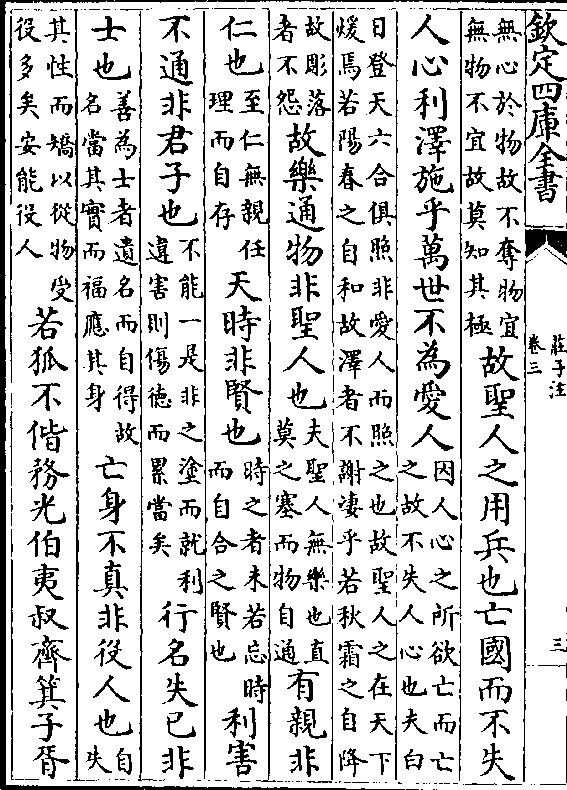 欽定四庫全書
莊子注
卷三
三
無心於物故不奪物宜
無物不宜故莫知其極
故聖人之用兵也亡國而不失
人心利澤施乎萬世不為愛人
因人心之所欲亡而亡
之故不失人心也夫白
日登天六合俱照非愛人而照之也故聖人之在天下
煖焉若陽春之自和故澤者不謝凄乎若秋霜之自降
故彫落
者不怨
故樂通物非聖人也
夫聖人無樂也直
莫之塞而物自通
有親非
仁也
至仁無親任
理而自存
天時非賢也
時之者未若忘時
而自合之賢也
利害
不通非君子也
不能一是非之塗而就利
違害則傷徳而累當矣
行名失已非
士也
善為士者遺名而自得故
名當其實而福應其身
亡身不真非役人也
自
失
其性而矯以從物受
役多矣安能役人
若狐不偕務光伯夷叔齊箕子胥